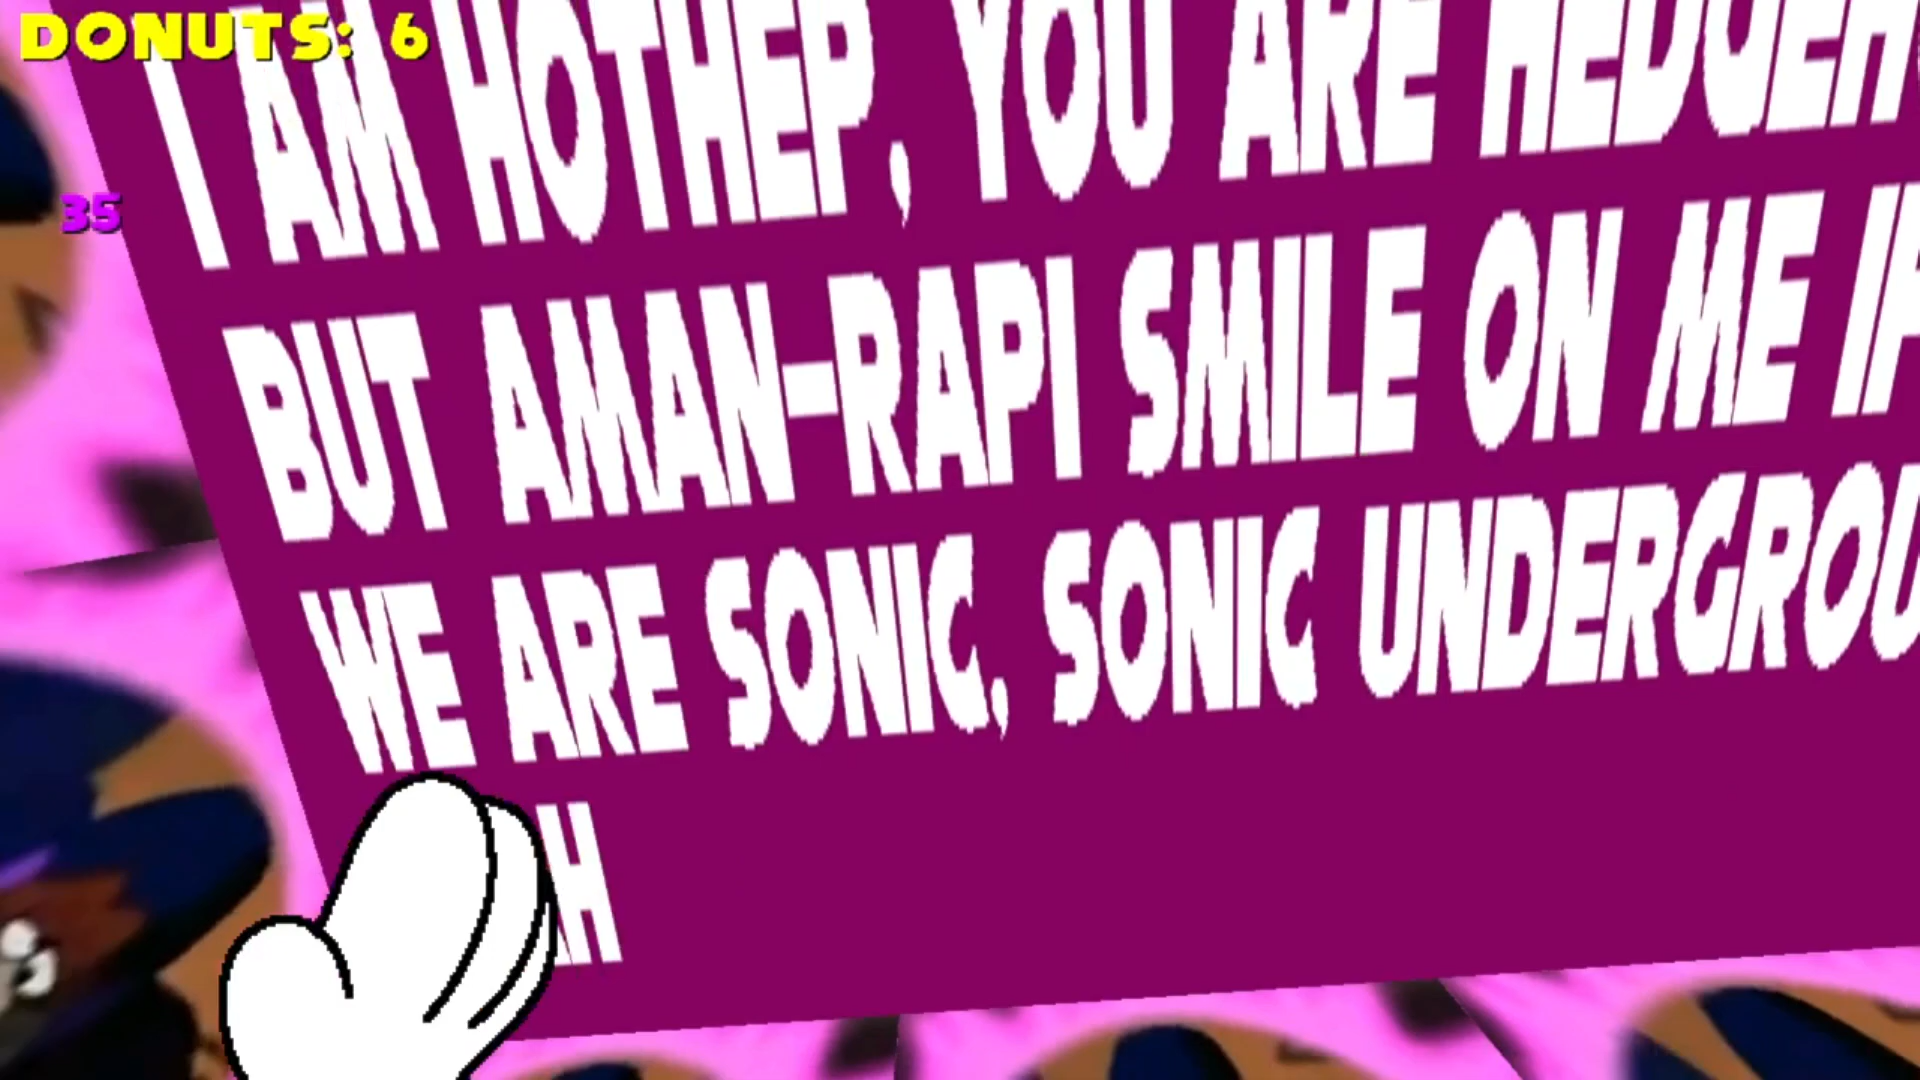 DONUTS: 6
I AM HOTHEP, YOU ARE
35
BUT AMAN-RAPI SMILE ON ME
WE ARE SONIC, SONIC